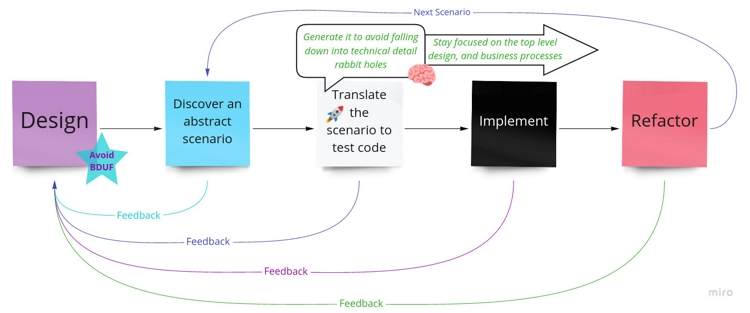 Next Scenario
Generate it to avoid falling
down into technical detail
rabbit holes
Stay focused on the top level
design, and business processes
Design
Avoid
BDUF
Discover an
abstract
scenario
Translate
the
scenario to
test code
Implement
Refactor
Feedback
Feedback
Feedback
Feedback
miro